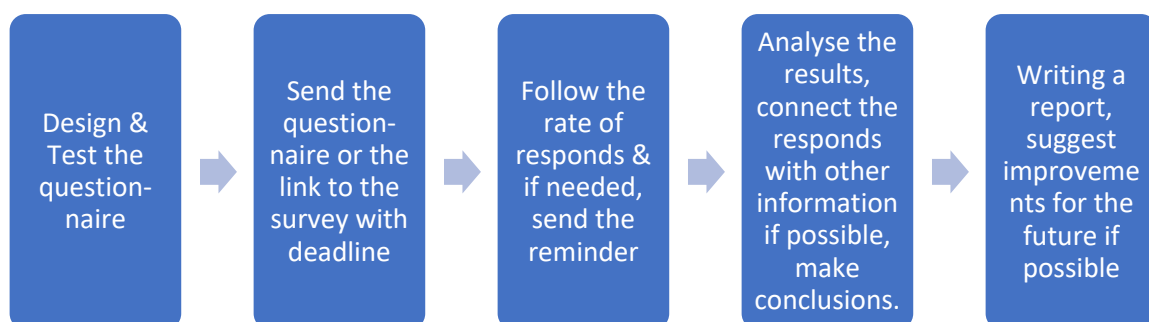 Design &
Test the
question-
naire
Send the
question-
naire or the
link to the
survey with
deadline
Follow the
rate of
responds &
if needed,
send the
reminder
Analyse the
results,
connect the
responds
with other
information
if possible,
make
conclusions.
Writing a
report,
suggest
improveme
nts for the
future if
possible